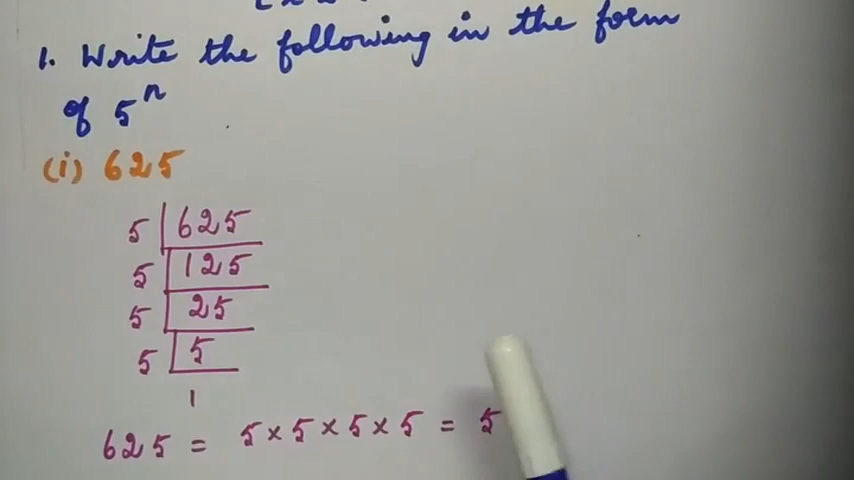 1. Write the following in the form
of 5ⁿ
(i) 625
5 | 625
5 | 125
5 | 25
5 | 5
1
625 = 5 × 5 × 5 × 5 = 5